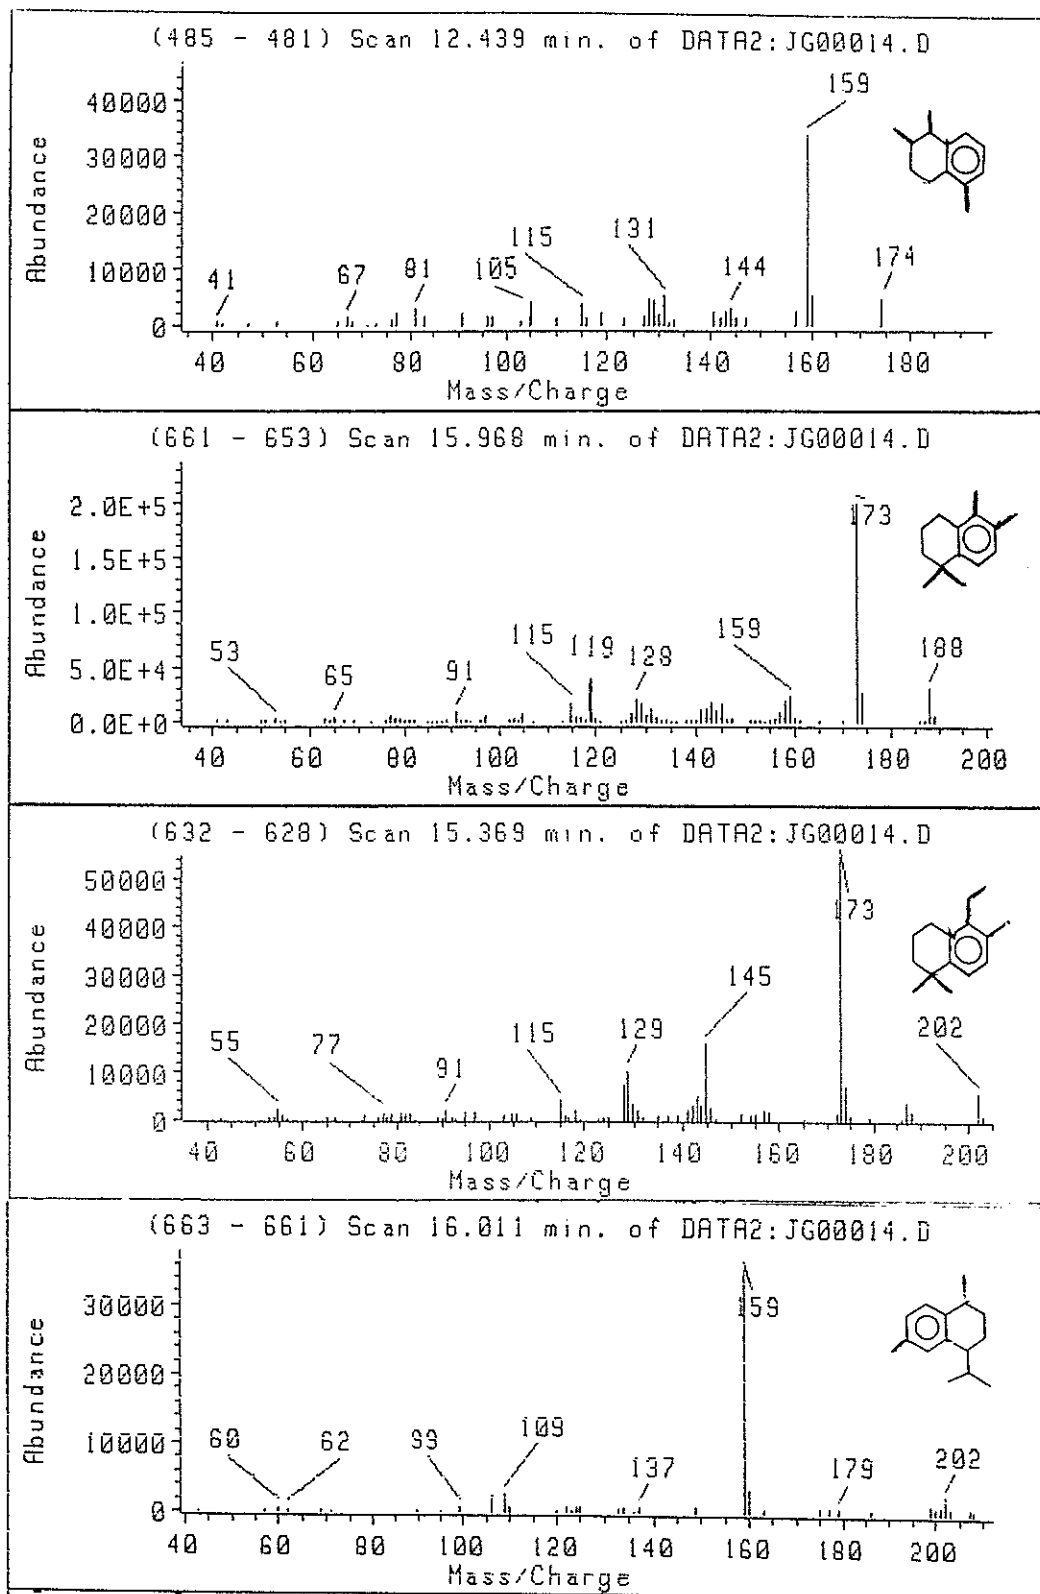 (485 - 481) Scan 12.439 min. of DATA2:JG00014.D
159
40000
30000
20000
131
115
10000
81
105
144
174
67
41
0
40 60 80 100 120 140 160 180
Mass/Charge
Abundance
(661 - 653) Scan 15.968 min. of DATA2:JG00014.D
2.0E+5
173
1.5E+5
1.0E+5
115 119 128 159
53 188
5.0E+4
65 91
0.0E+0
40 60 80 100 120 140 160 180 200
Mass/Charge
Abundance
(632 - 628) Scan 15.369 min. of DATA2:JG00014.D
50000
173
40000
30000
145
20000
55 77 115 129 202
91
10000
0
40 60 80 100 120 140 160 180 200
Mass/Charge
Abundance
(663 - 661) Scan 16.011 min. of DATA2:JG00014.D
30000
159
20000
10000
60 62 99 109
137 179 202
0
40 60 80 100 120 140 160 180 200
Mass/Charge
Abundance